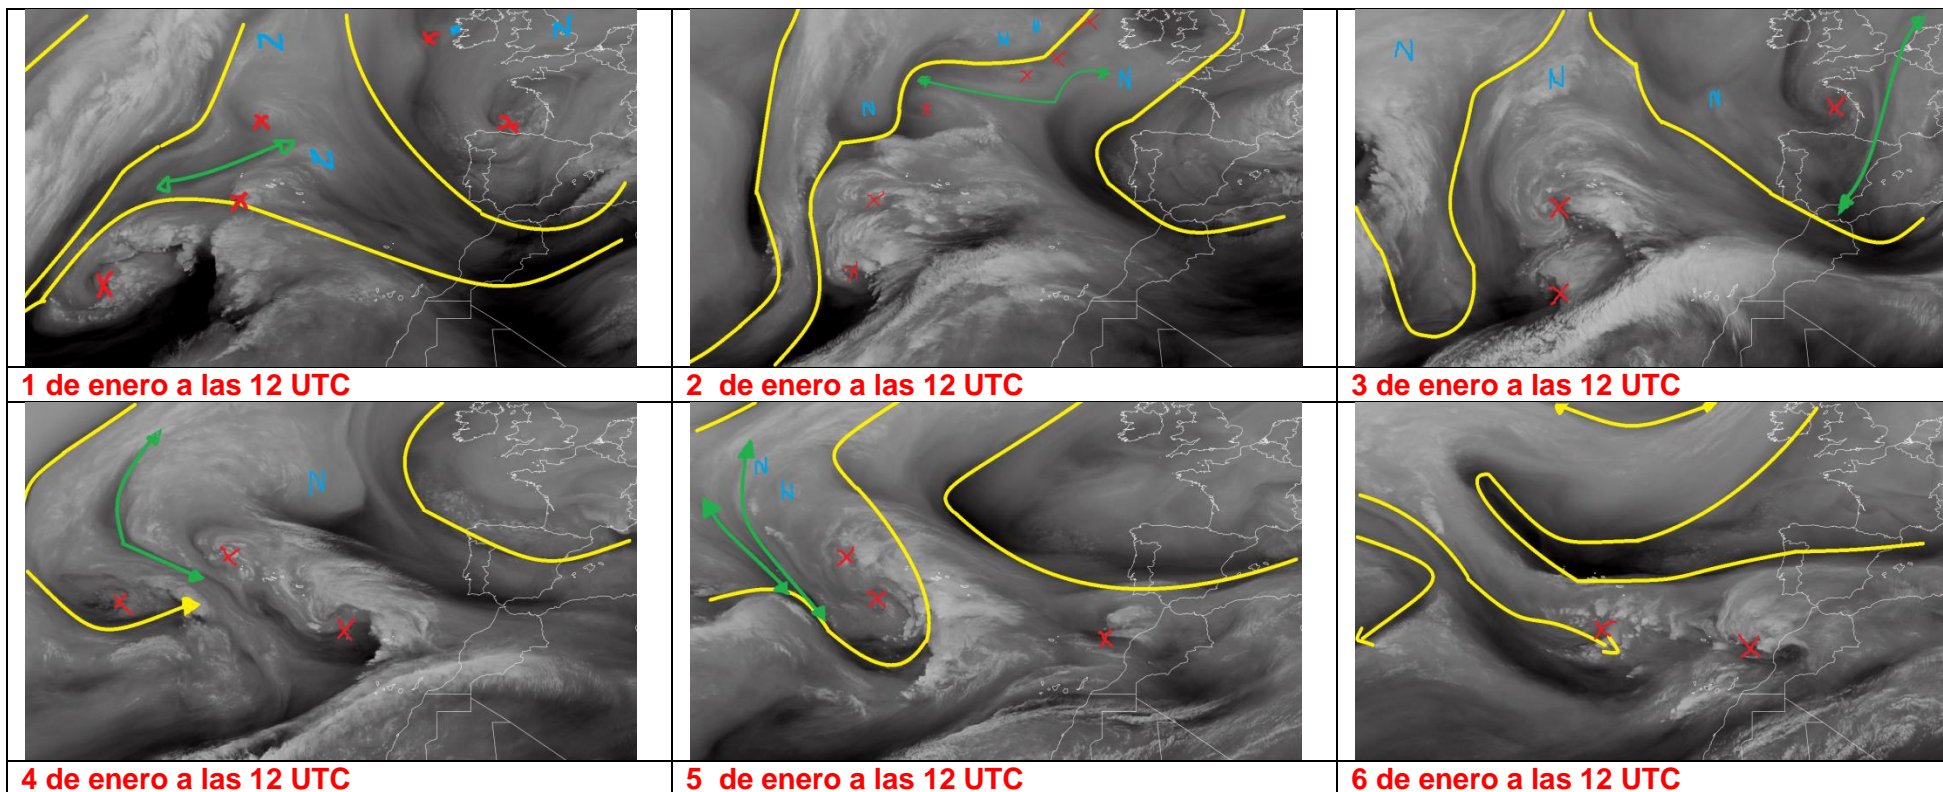 N
N
N
1 de enero a las 12 UTC
N
N
N
2 de enero a las 12 UTC
N
N
N
3 de enero a las 12 UTC
N
4 de enero a las 12 UTC
N
N
5 de enero a las 12 UTC
6 de enero a las 12 UTC